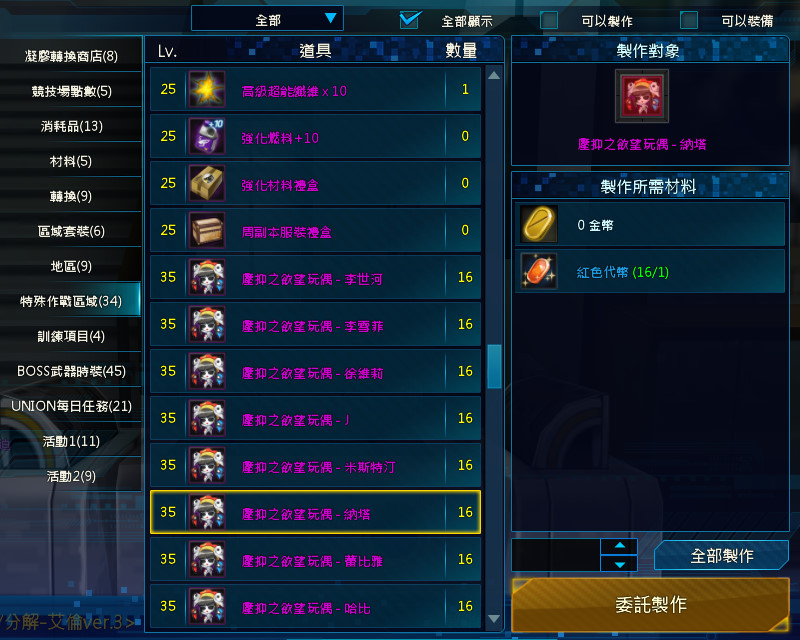 全部
全部顯示
可以製作
可以裝備
凝膠轉換商店(8)
競技場點數(5)
消耗品(13)
材料(5)
轉換(9)
區域套裝(6)
地區(9)
特殊作戰區域(34)
訓練項目(4)
BOSS武器時裝(45)
UNION每日任務(21)
活動1(11)
活動2(9)
/分解-艾倫ver.3>
Lv. 道具 數量
25 高級超能纖維 x 10 1
25 +10 強化燃料+10 0
25 強化材料禮盒 0
25 周副本服裝禮盒 0
35 壓抑之欲望玩偶 - 李世河 16
35 壓抑之欲望玩偶 - 李雪菲 16
35 壓抑之欲望玩偶 - 徐維莉 16
35 壓抑之欲望玩偶 - J 16
35 壓抑之欲望玩偶 - 米斯特汀 16
35 壓抑之欲望玩偶 - 納塔 16
35 壓抑之欲望玩偶 - 蕾比雅 16
35 壓抑之欲望玩偶 - 哈比 16
製作對象
壓抑之欲望玩偶 - 納塔
製作所需材料
0 金幣
紅色代幣 (16/1)
全部製作
委託製作